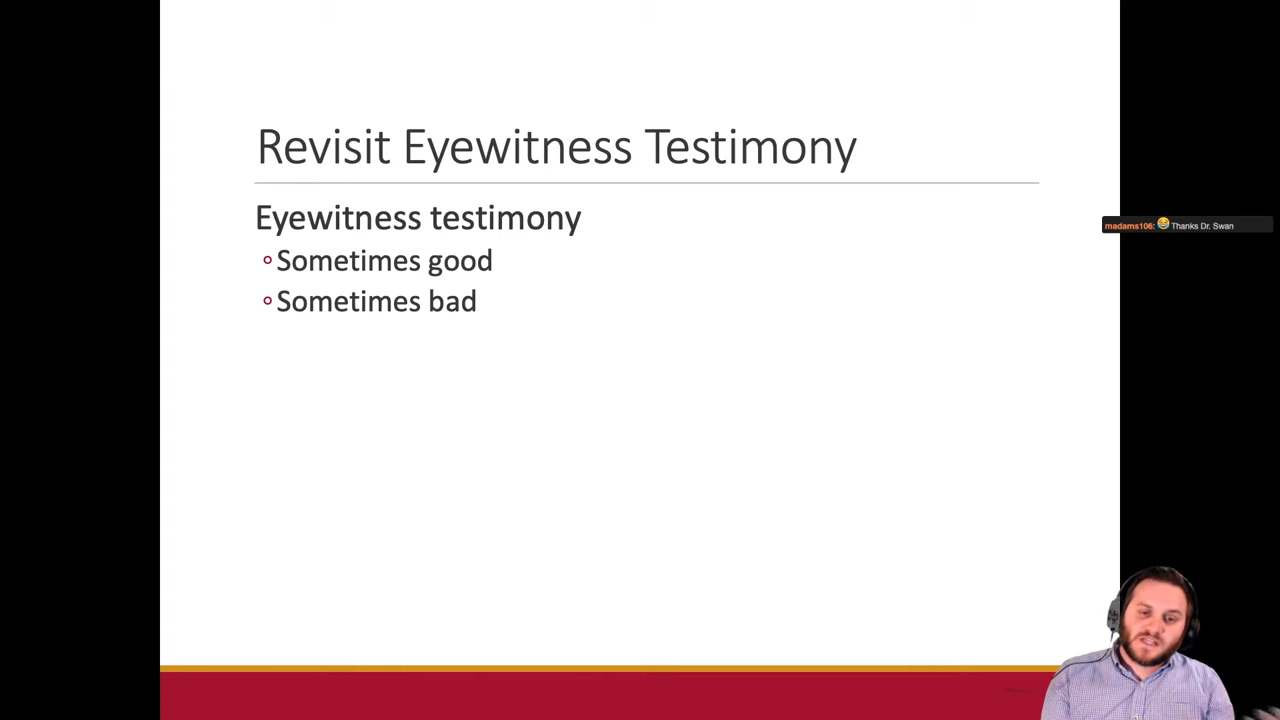 Revisit Eyewitness Testimony
Eyewitness testimony
Sometimes good
Sometimes bad
madams106: 😂 Thanks Dr. Swan